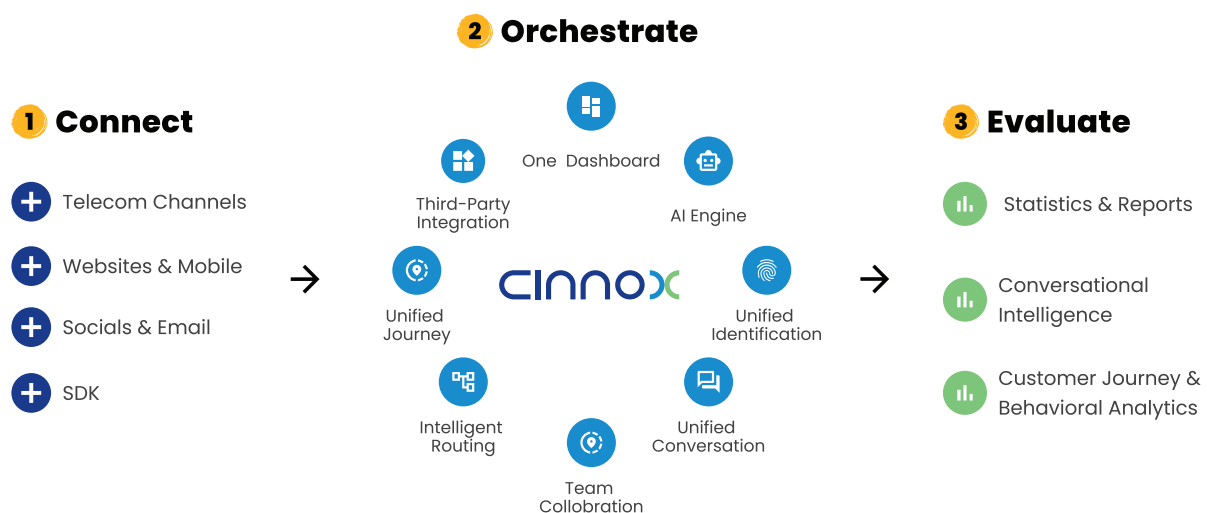 1 Connect
Telecom Channels
Websites & Mobile
Socials & Email
SDK
2 Orchestrate
One Dashboard
AI Engine
Unified
Identification
Unified
Conversation
Team
Collobration
Intelligent
Routing
Unified
Journey
Third-Party
Integration
CINNOX
3 Evaluate
Statistics & Reports
Conversational
Intelligence
Customer Journey &
Behavioral Analytics